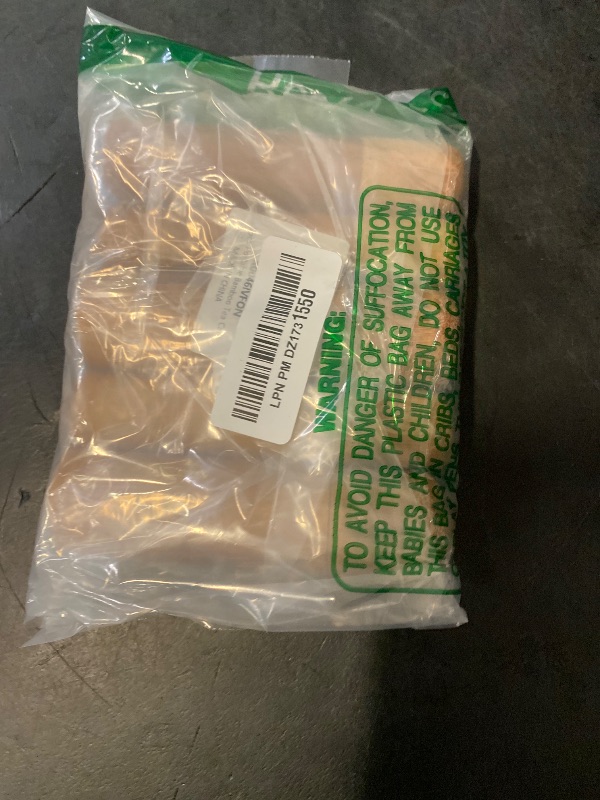 LPN PM DZ1731550
WARNING:
TO AVOID DANGER OF SUFFOCATION,
KEEP THIS PLASTIC BAG AWAY FROM
BABIES AND CHILDREN. DO NOT USE
THIS BAG IN CRIBS, BEDS, CARRIAGES